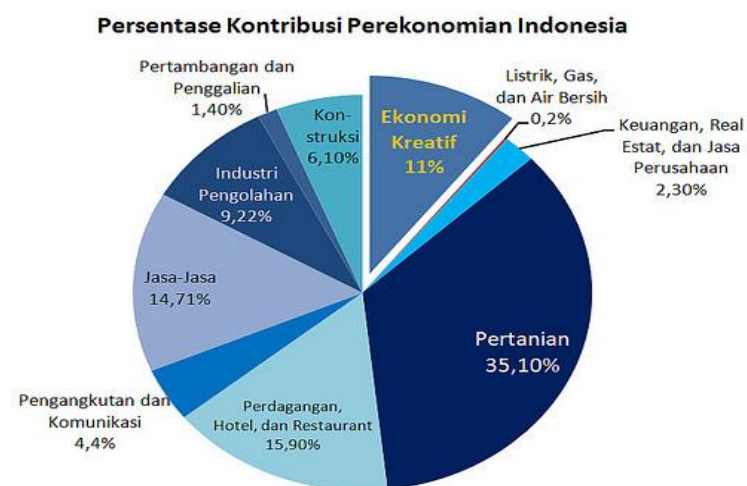 Persentase Kontribusi Perekonomian Indonesia
Pertambangan dan
Penggalian
1,40%
Kon-
struksi
6,10%
Ekonomi
Kreatif
11%
Listrik, Gas,
dan Air Bersih
0,2%
Keuangan, Real
Estat, dan Jasa
Perusahaan
2,30%
Industri
Pengolahan
9,22%
Jasa-Jasa
14,71%
Pertanian
35,10%
Pengangkutan dan
Komunikasi
4,4%
Perdagangan,
Hotel, dan Restaurant
15,90%